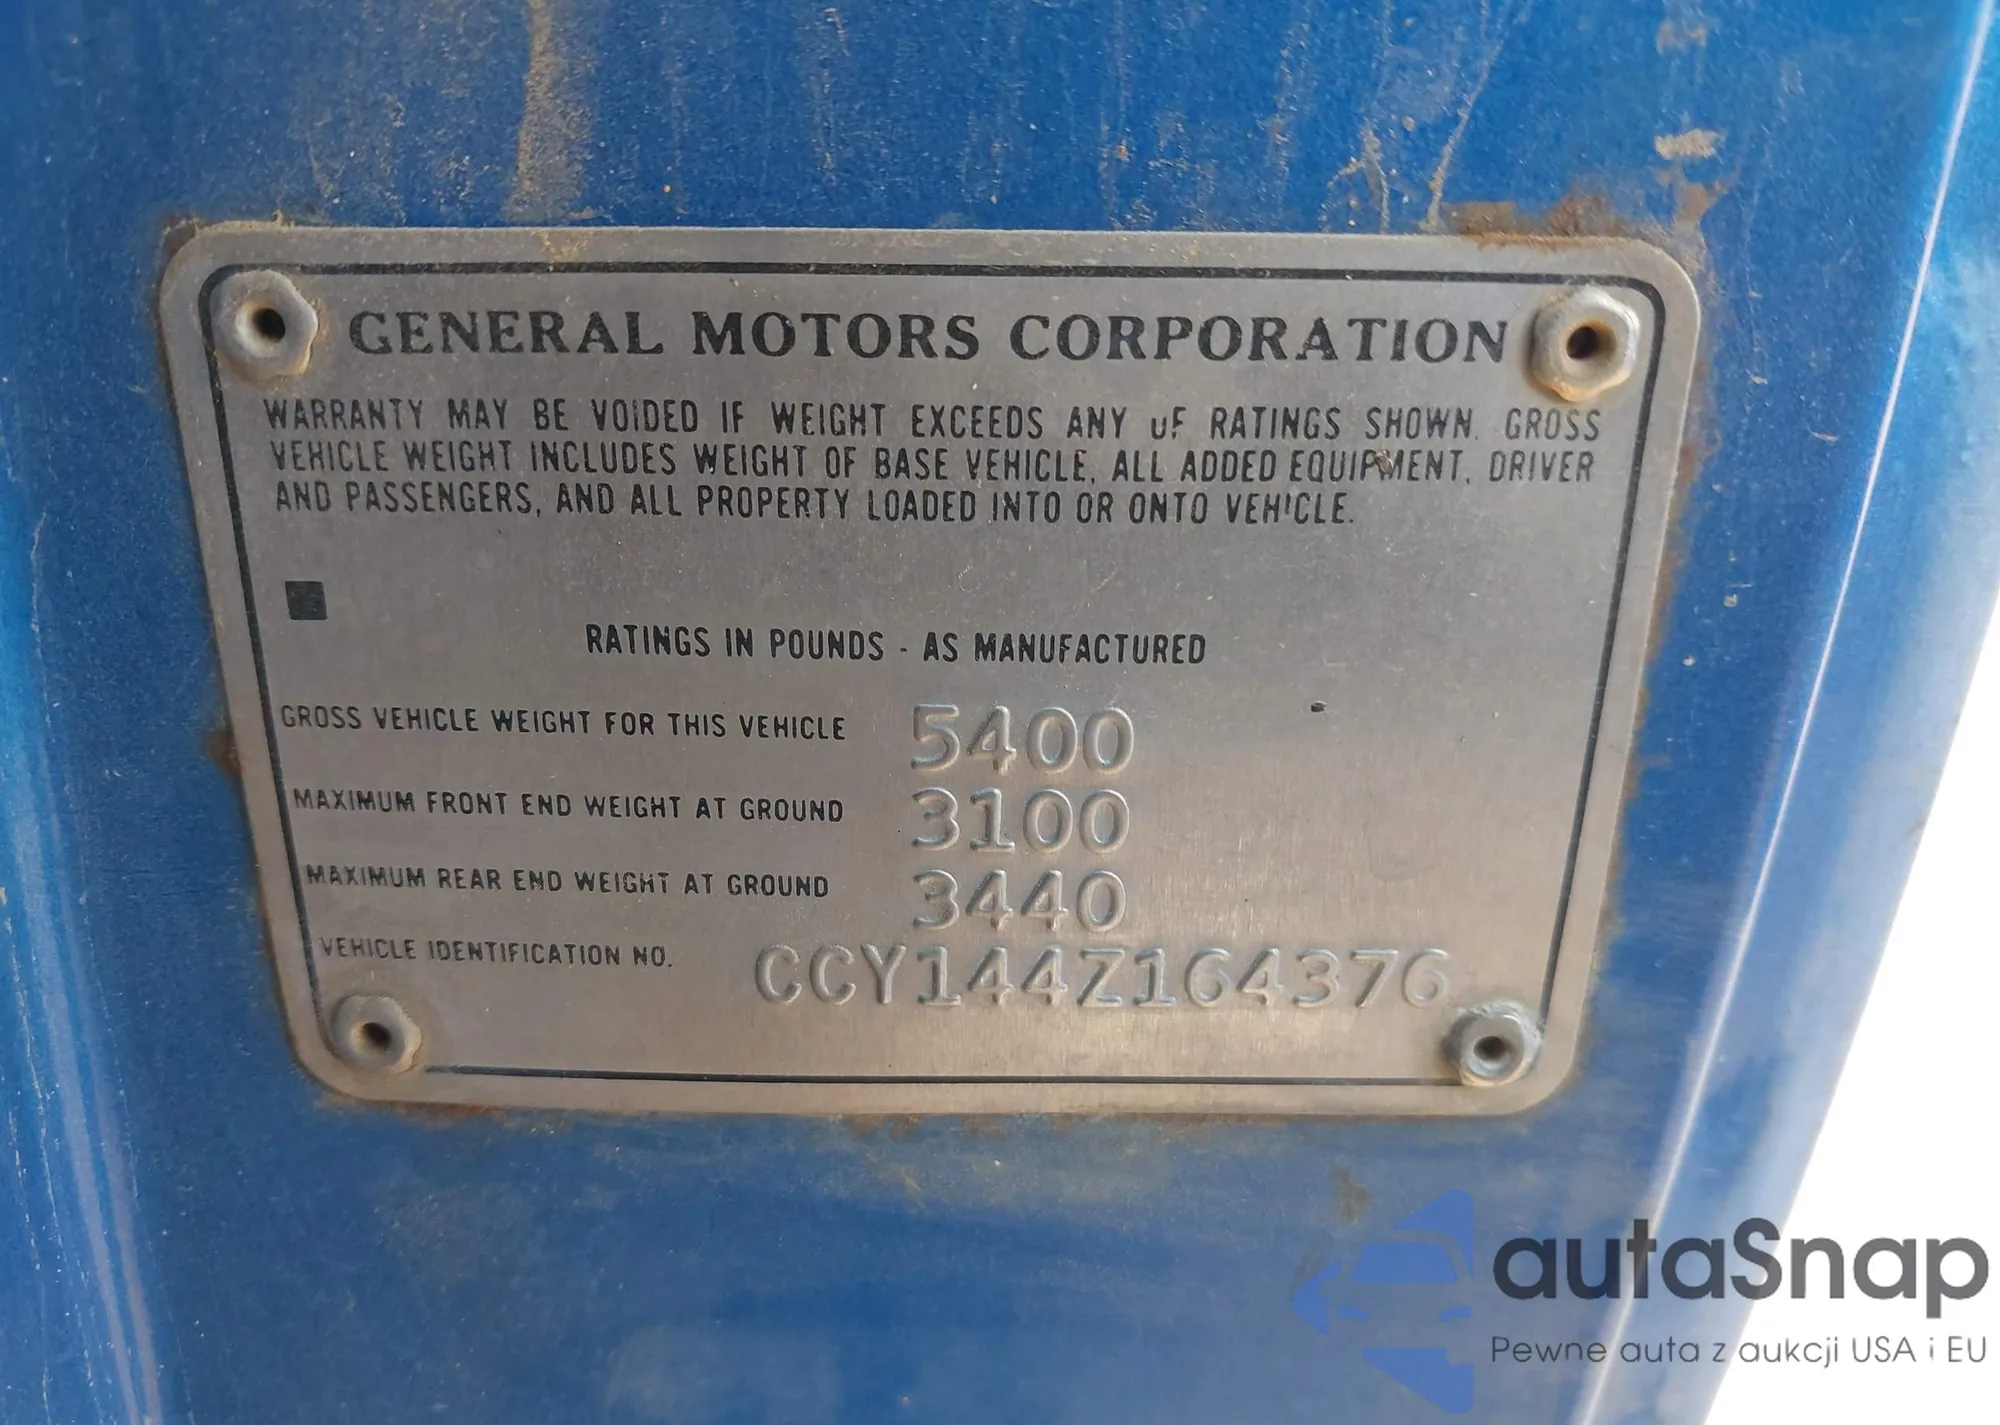 GENERAL MOTORS CORPORATION
WARRANTY MAY BE VOIDED IF WEIGHT EXCEEDS ANY OF RATINGS SHOWN. GROSS
VEHICLE WEIGHT INCLUDES WEIGHT OF BASE VEHICLE, ALL ADDED EQUIPMENT, DRIVER
AND PASSENGERS, AND ALL PROPERTY LOADED INTO OR ONTO VEHICLE.
RATINGS IN POUNDS - AS MANUFACTURED
GROSS VEHICLE WEIGHT FOR THIS VEHICLE 5400
MAXIMUM FRONT END WEIGHT AT GROUND 3100
MAXIMUM REAR END WEIGHT AT GROUND 3440
VEHICLE IDENTIFICATION NO. CCY144Z164376
autaSnap
Pewne auta z aukcji USA i EU